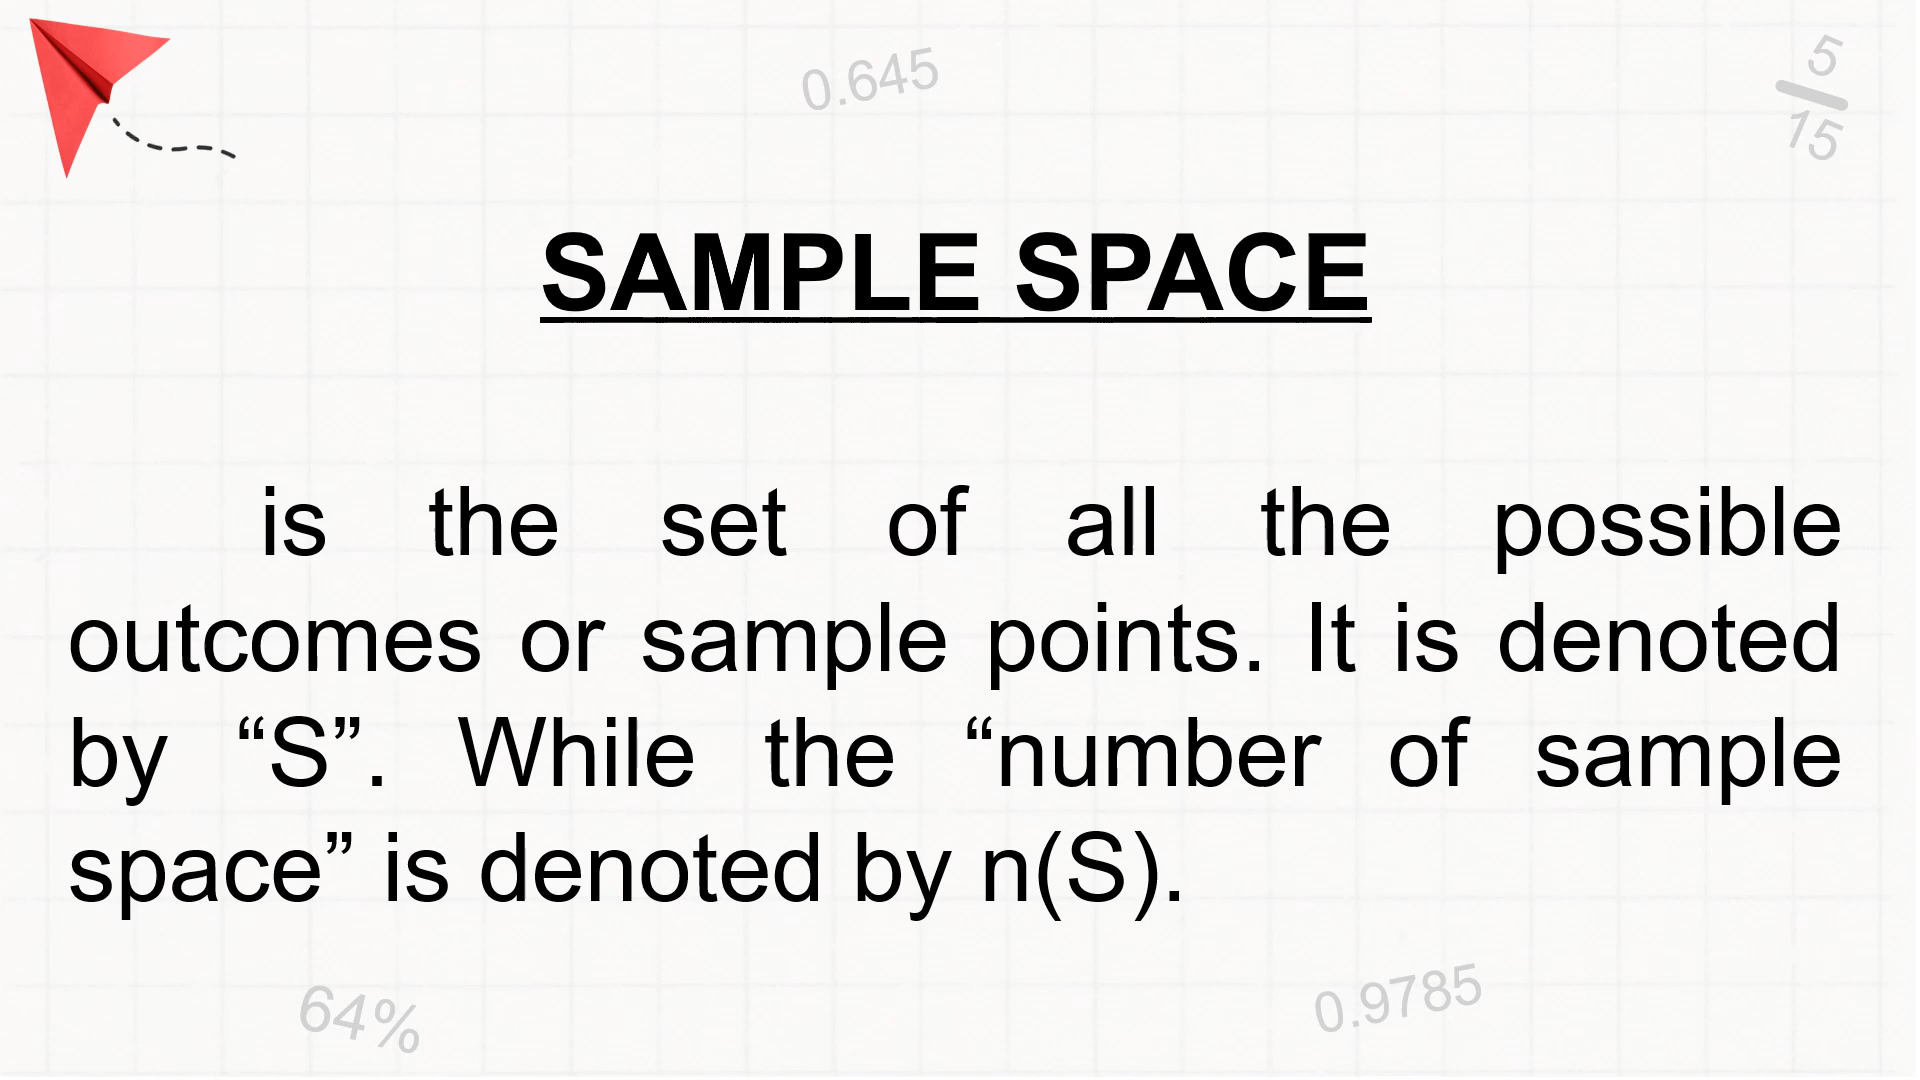 0.645
5
15
SAMPLE SPACE
is the set of all the possible
outcomes or sample points. It is denoted
by “S”. While the “number of sample
space” is denoted by n(S).
64%
0.9785